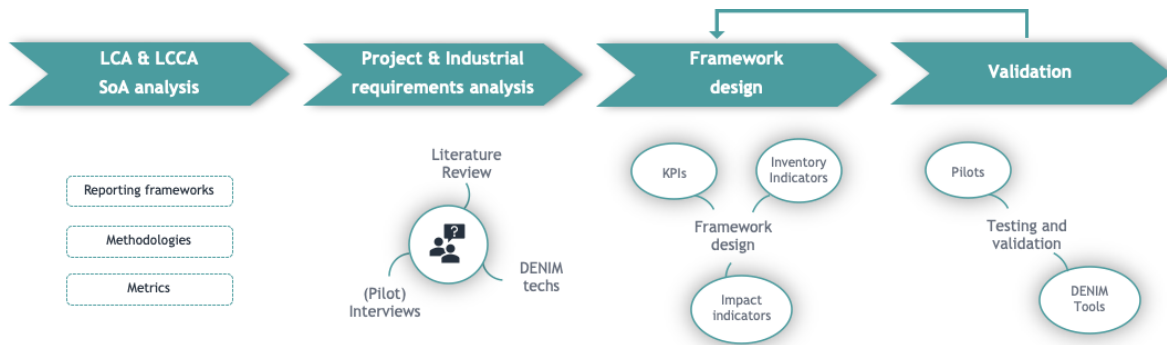 LCA & LCCA
SoA analysis
Project & Industrial
requirements analysis
Framework
design
Validation
Reporting frameworks
Methodologies
Metrics
Literature
Review
?
(Pilot)
Interviews
DENIM
techs
KPIs
Inventory
Indicators
Framework
design
Impact
indicators
Pilots
Testing and
validation
DENIM
Tools